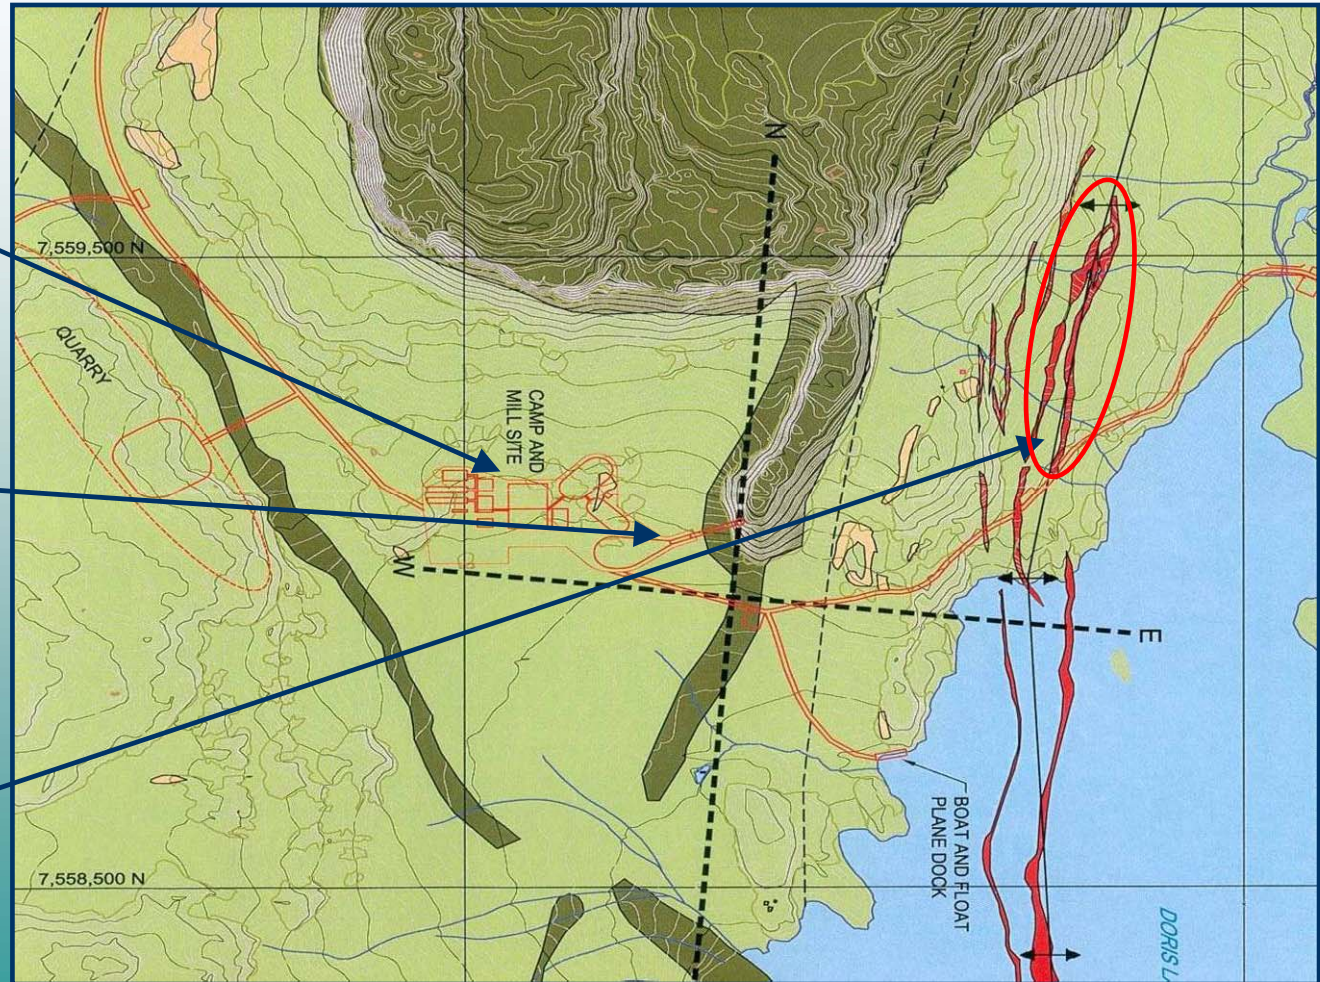 N
7,559,500 N
QUARRY
CAMP AND
MILL SITE
W
E
BOAT AND FLOAT
PLANE DOCK
7,558,500 N
DORIS L